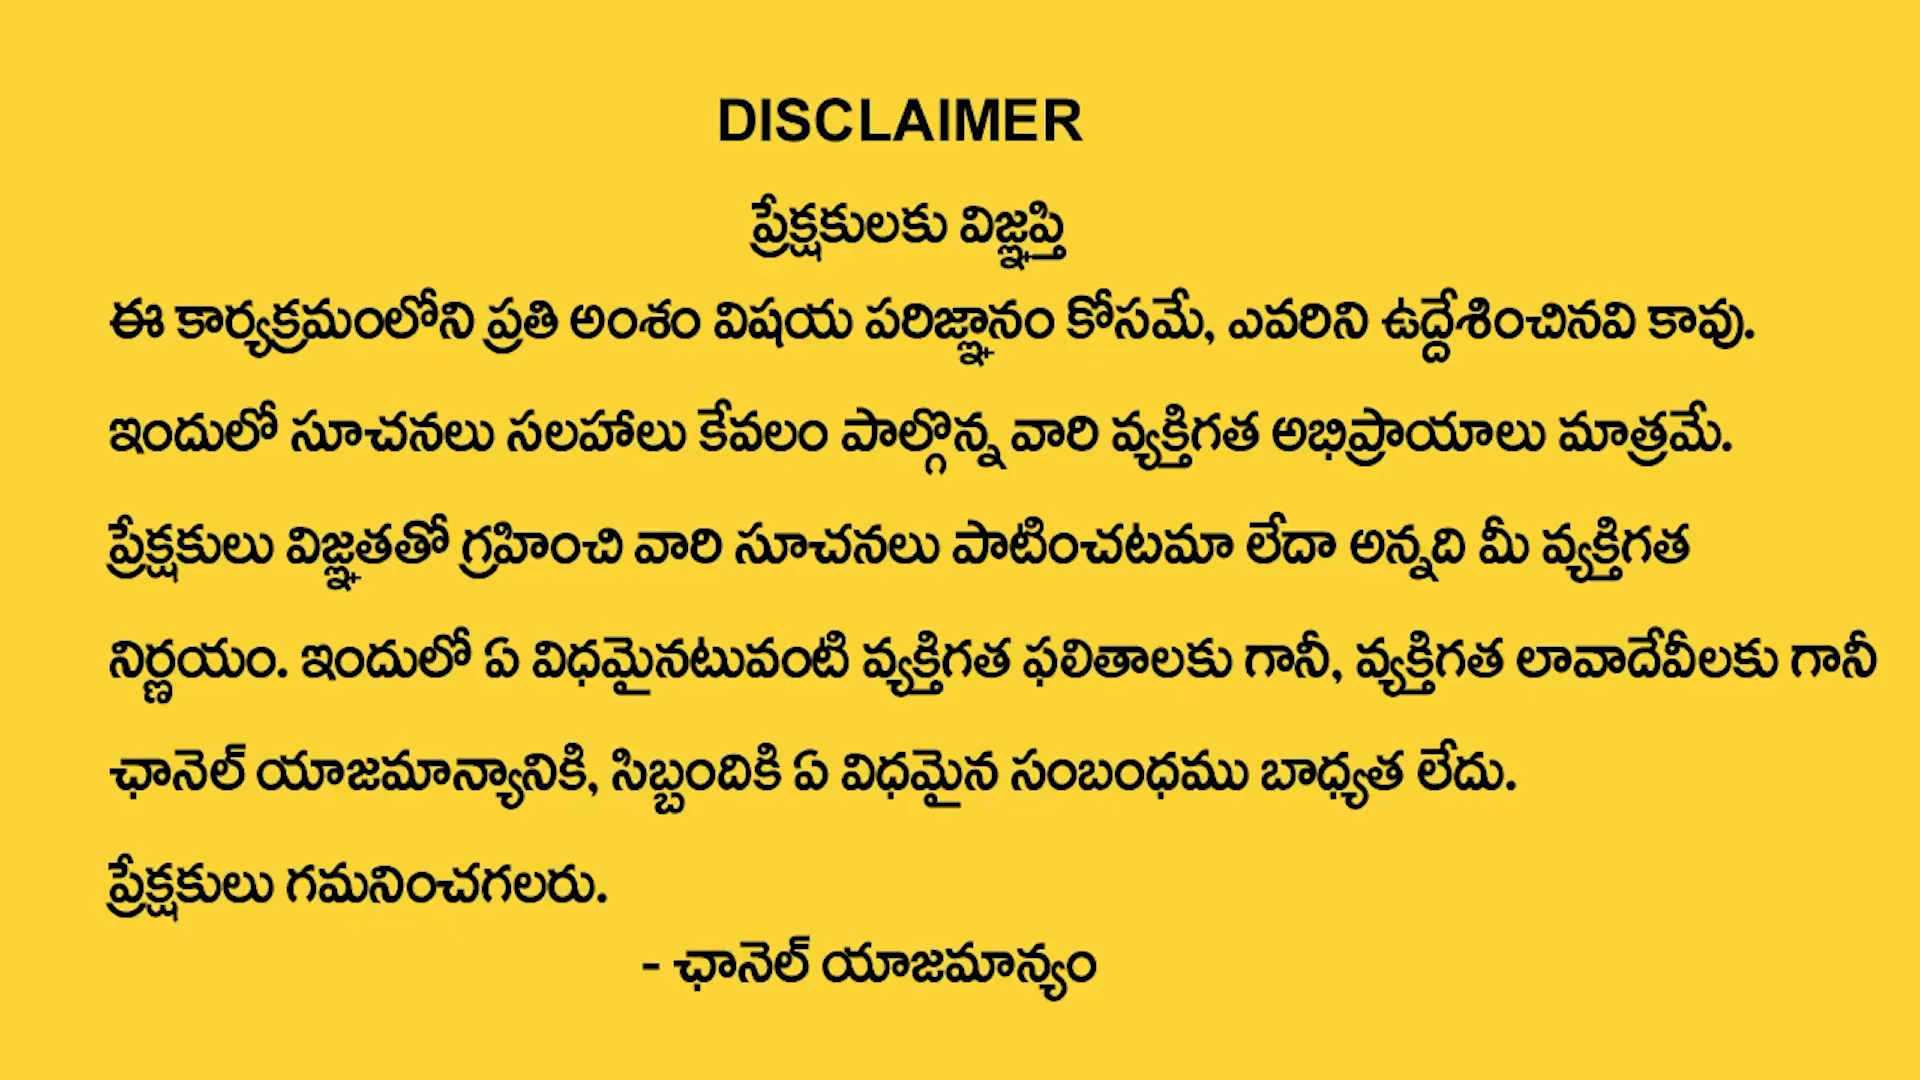 DISCLAIMER
ప్రేక్షకులకు విజ్ఞప్తి
ఈ కార్యక్రమంలోని ప్రతి అంశం విషయ పరిజ్ఞానం కోసమే, ఎవరిని ఉద్దేశించినవి కావు.
ఇందులో సూచనలు సలహాలు కేవలం పాల్గొన్న వారి వ్యక్తిగత అభిప్రాయాలు మాత్రమే.
ప్రేక్షకులు విజ్ఞతతో గ్రహించి వారి సూచనలు పాటించటమా లేదా అన్నది మీ వ్యక్తిగత
నిర్ణయం. ఇందులో ఏ విధమైనటువంటి వ్యక్తిగత ఫలితాలకు గానీ, వ్యక్తిగత లావాదేవీలకు గానీ
ఛానెల్ యాజమాన్యానికి, సిబ్బందికి ఏ విధమైన సంబంధము బాధ్యత లేదు.
ప్రేక్షకులు గమనించగలరు.
- ఛానెల్ యాజమాన్యం